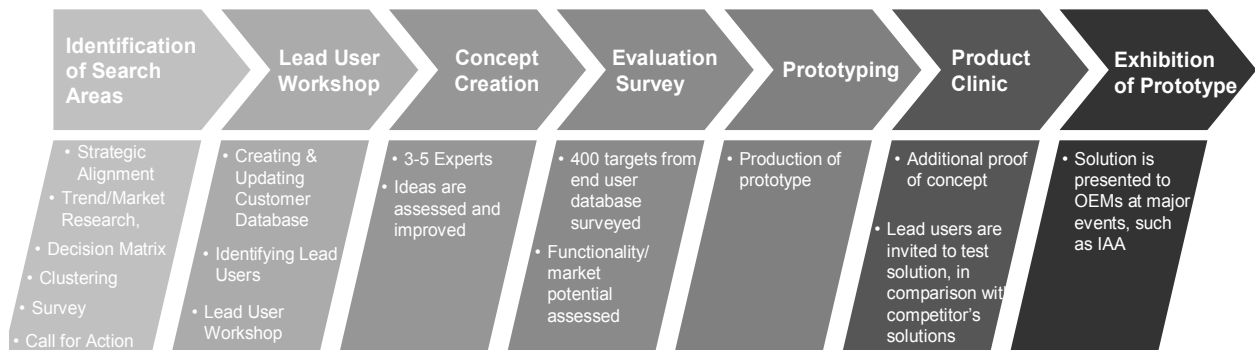 Identification
of Search
Areas
Lead User
Workshop
Concept
Creation
Evaluation
Survey
Prototyping
Product
Clinic
Exhibition
of Prototype
• Strategic
Alignment
• Trend/Market
Research,
• Decision Matrix
• Clustering
• Survey
• Call for Action
• Creating &
Updating
Customer
Database
• Identifying Lead
Users
• Lead User
Workshop
• 3-5 Experts
• Ideas are
assessed and
improved
• 400 targets from
end user
database
surveyed
• Functionality/
market
potential
assessed
• Production of
prototype
• Additional proof
of concept
• Lead users are
invited to test
solution, in
comparison with
competitor's
solutions
• Solution is
presented to
OEMs at major
events, such
as IAA